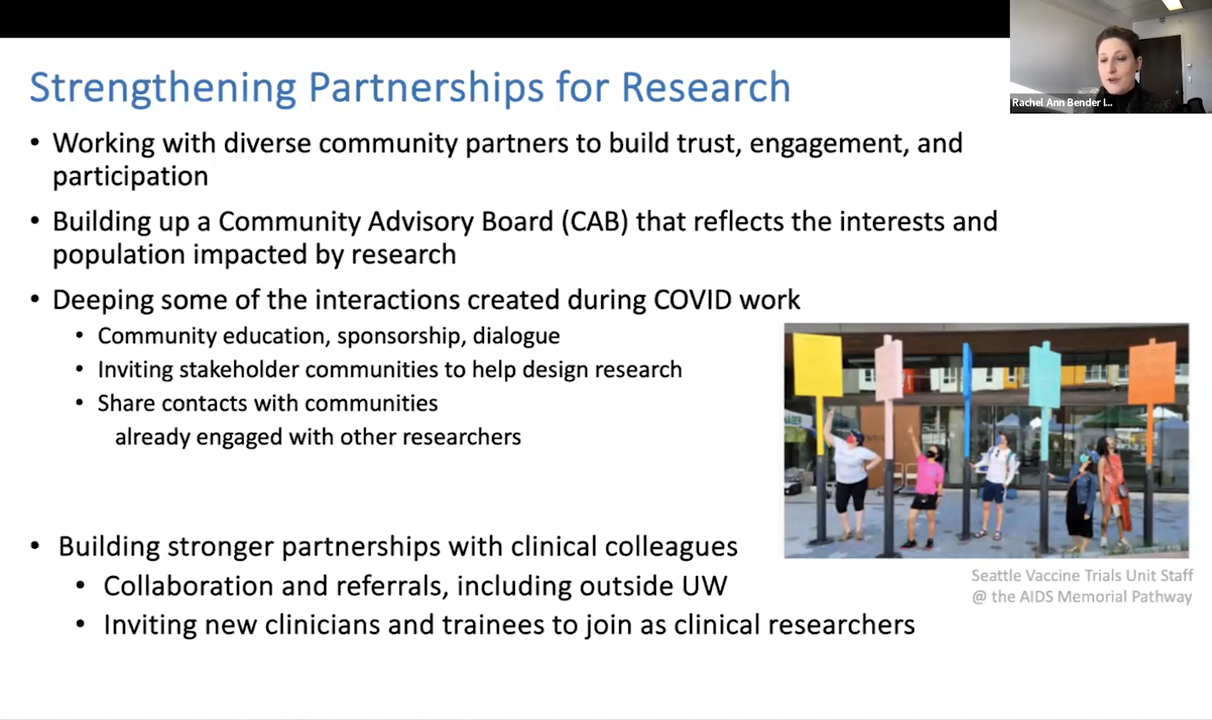 Strengthening Partnerships for Research
Rachel Ann Bender I...
• Working with diverse community partners to build trust, engagement, and
participation
• Building up a Community Advisory Board (CAB) that reflects the interests and
population impacted by research
• Deeping some of the interactions created during COVID work
• Community education, sponsorship, dialogue
• Inviting stakeholder communities to help design research
• Share contacts with communities
already engaged with other researchers
Seattle Vaccine Trials Unit Staff
@ the AIDS Memorial Pathway
• Building stronger partnerships with clinical colleagues
• Collaboration and referrals, including outside UW
• Inviting new clinicians and trainees to join as clinical researchers